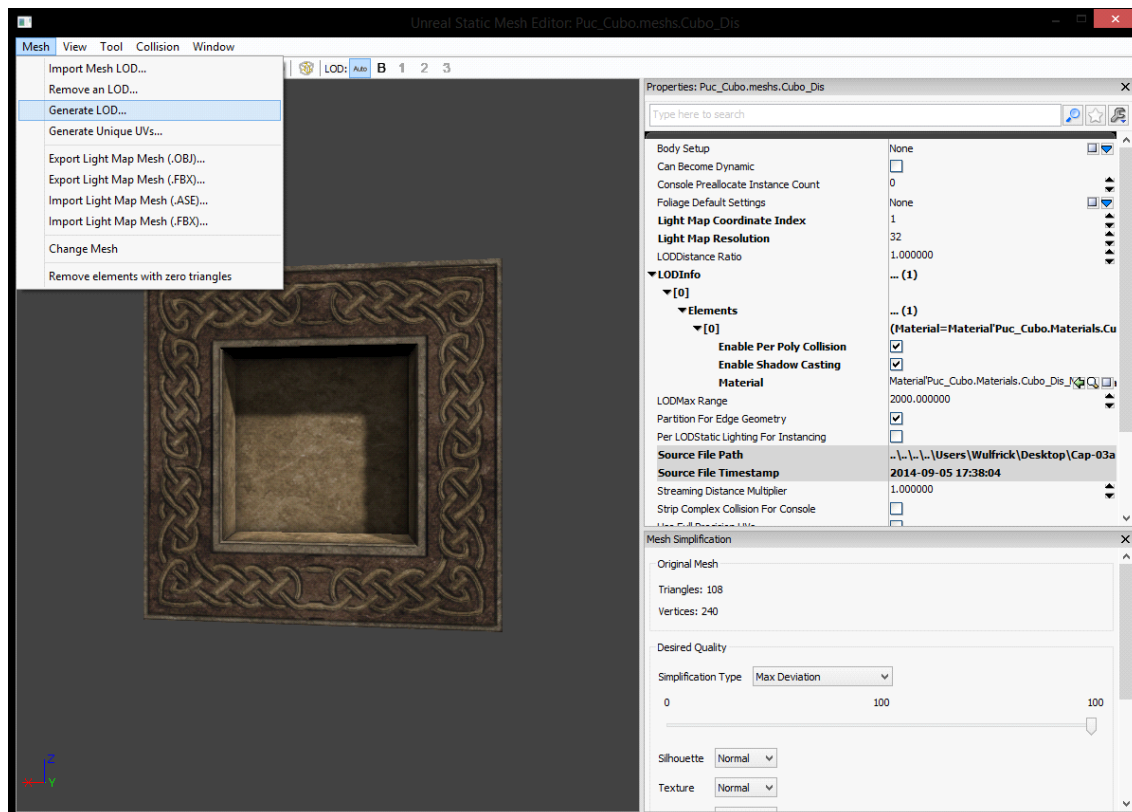 Unreal Static Mesh Editor: Puc_Cubo.meshs.Cubo_Dis
Mesh View Tool Collision Window
Import Mesh LOD...
Remove an LOD...
Generate LOD...
Generate Unique UVs...
Export Light Map Mesh (.OBJ)...
Export Light Map Mesh (.FBX)...
Import Light Map Mesh (.ASE)...
Import Light Map Mesh (.FBX)...
Change Mesh
Remove elements with zero triangles
LOD: Auto B 1 2 3
Properties: Puc_Cubo.meshs.Cubo_Dis
Type here to search
Body Setup None
Can Become Dynamic
Console Preallocate Instance Count 0
Foliage Default Settings None
Light Map Coordinate Index 1
Light Map Resolution 32
LODDistance Ratio 1.000000
LODInfo ... (1)
[0]
Elements ... (1)
[0] (Material=Material'Puc_Cubo.Materials.Cu
Enable Per Poly Collision
Enable Shadow Casting
Material Material'Puc_Cubo.Materials.Cubo_Dis_
LODMax Range 2000.000000
Partition For Edge Geometry
Per LODStatic Lighting For Instancing
Source File Path ..\..\..\..\Users\Wulfrick\Desktop\Cap-03a
Source File Timestamp 2014-09-05 17:38:04
Streaming Distance Multiplier 1.000000
Strip Complex Collision For Console
Use Full Precision UVs
Mesh Simplification
Original Mesh
Triangles: 108
Vertices: 240
Desired Quality
Simplification Type Max Deviation
0 100 100
Silhouette Normal
Texture Normal
Z
X Y